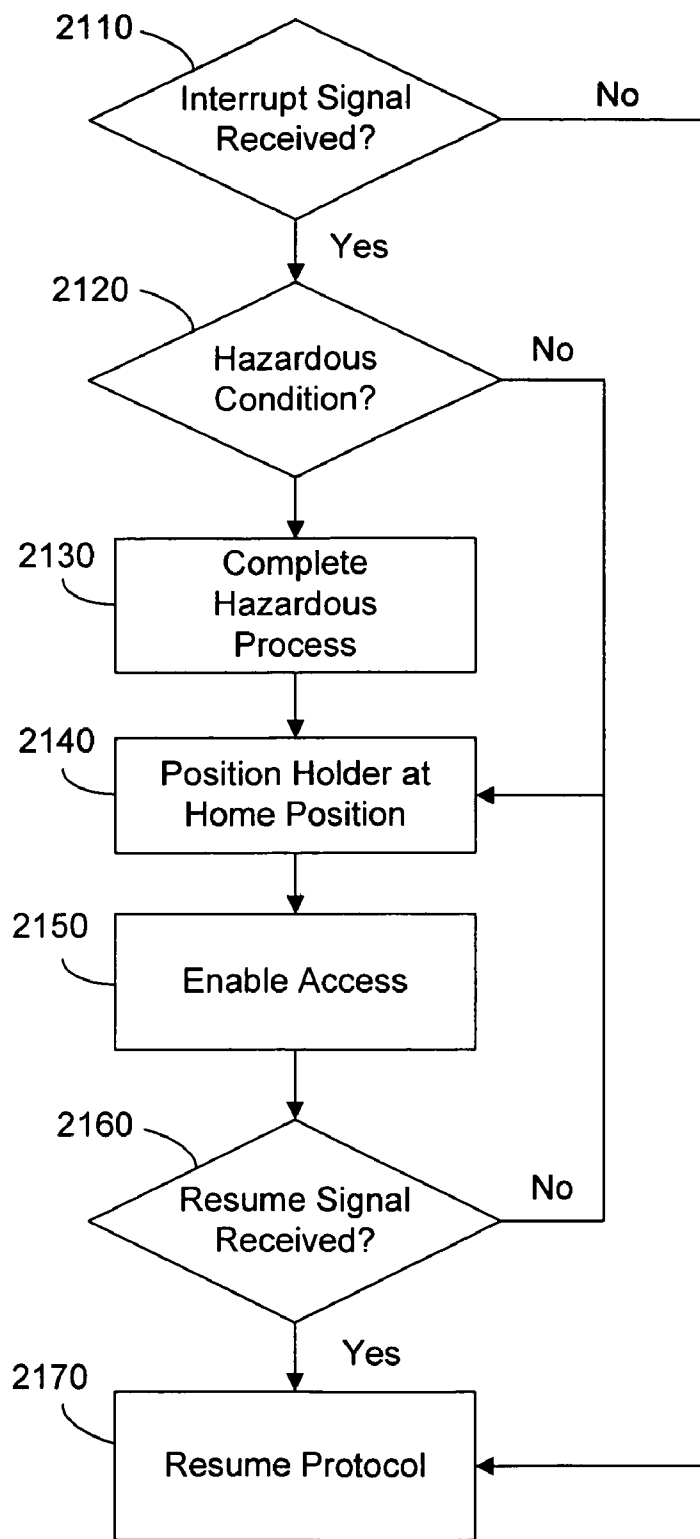 2110
Interrupt Signal
Received?
No
Yes
2120
Hazardous
Condition?
No
2130
Complete
Hazardous
Process
2140
Position Holder at
Home Position
2150
Enable Access
2160
Resume Signal
Received?
No
Yes
2170
Resume Protocol